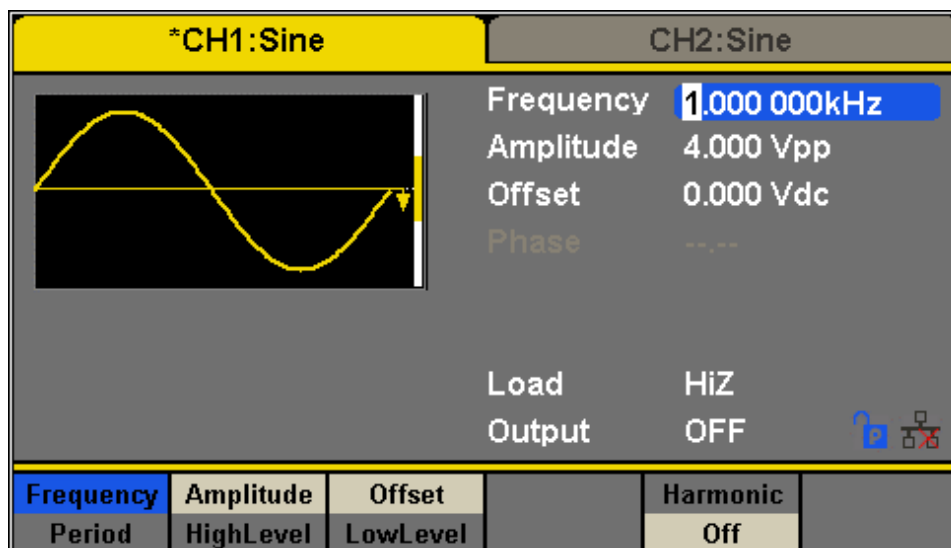 *CH1:Sine CH2:Sine
Frequency 1.000 000kHz
Amplitude 4.000 Vpp
Offset 0.000 Vdc
Phase --.--
Load HiZ
Output OFF
P
Frequency Amplitude Offset Harmonic
Period HighLevel LowLevel Off